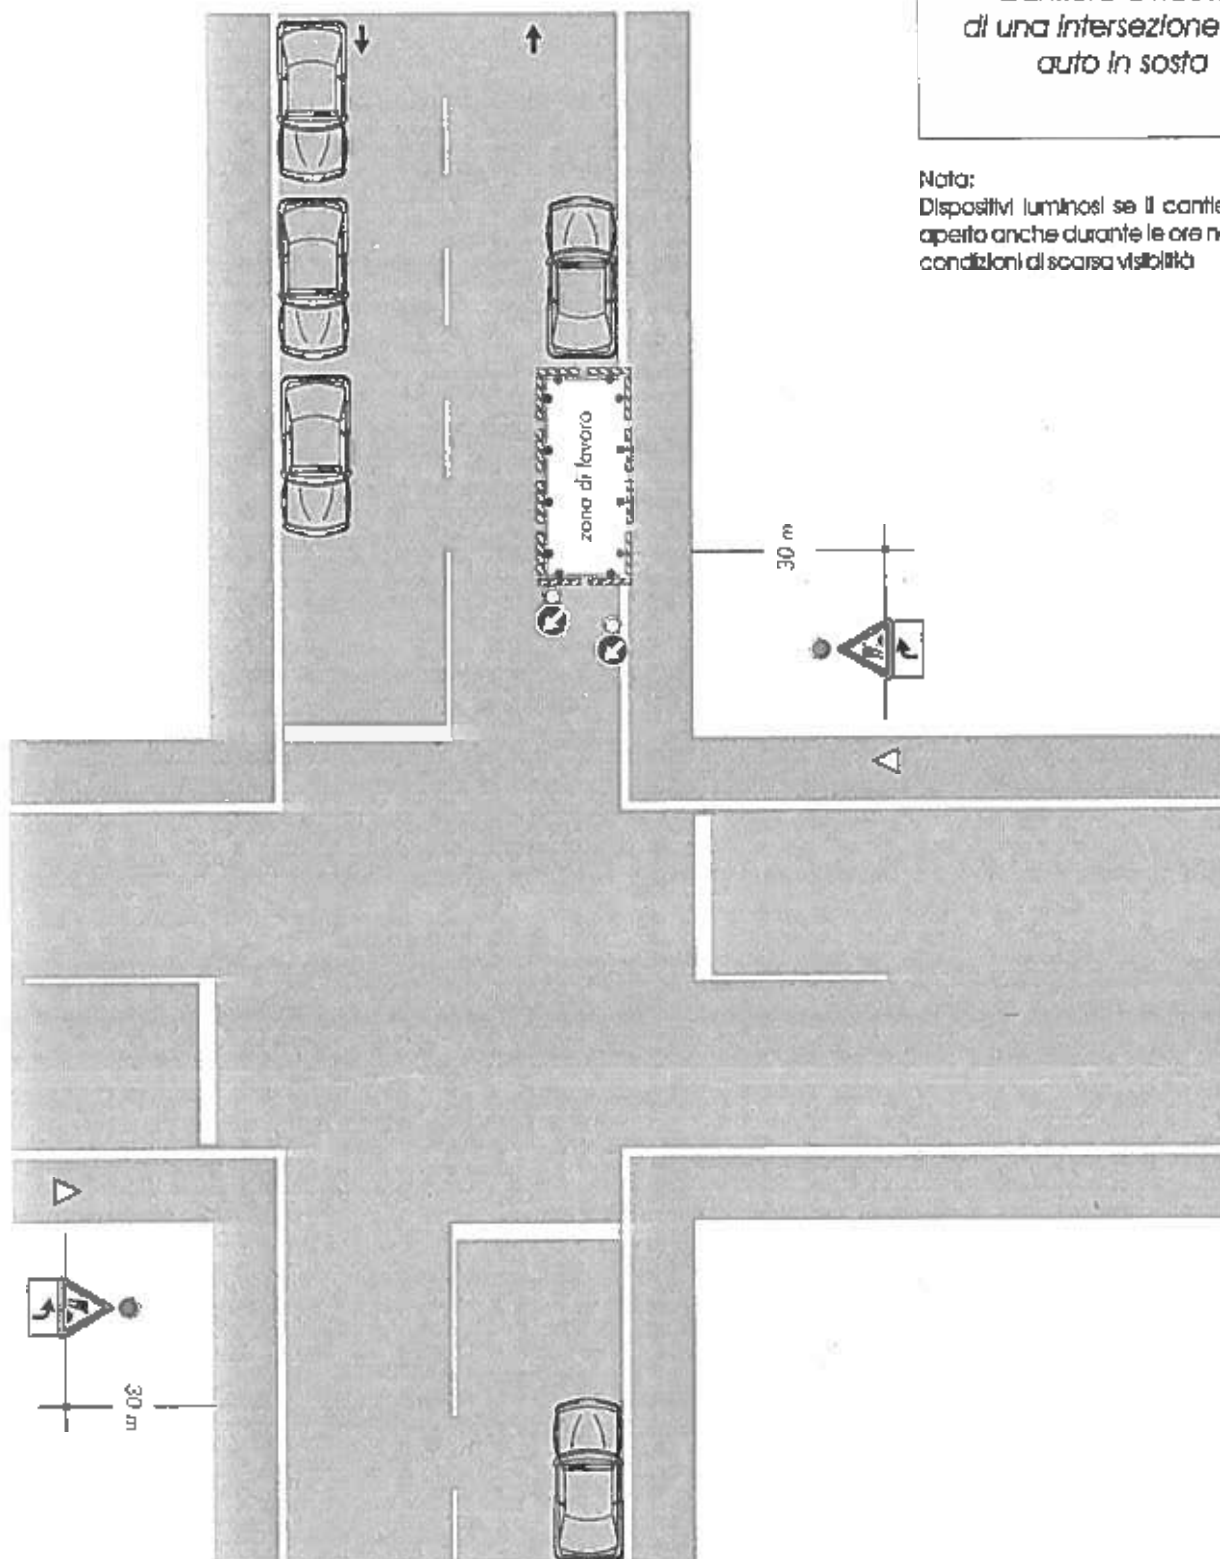 di una intersezione
auto in sosta
Nota:
Dispositivi luminosi se il
aperto anche durante le ore
condizioni di scarsa visibilità
zona di lavoro
30 m
30 m